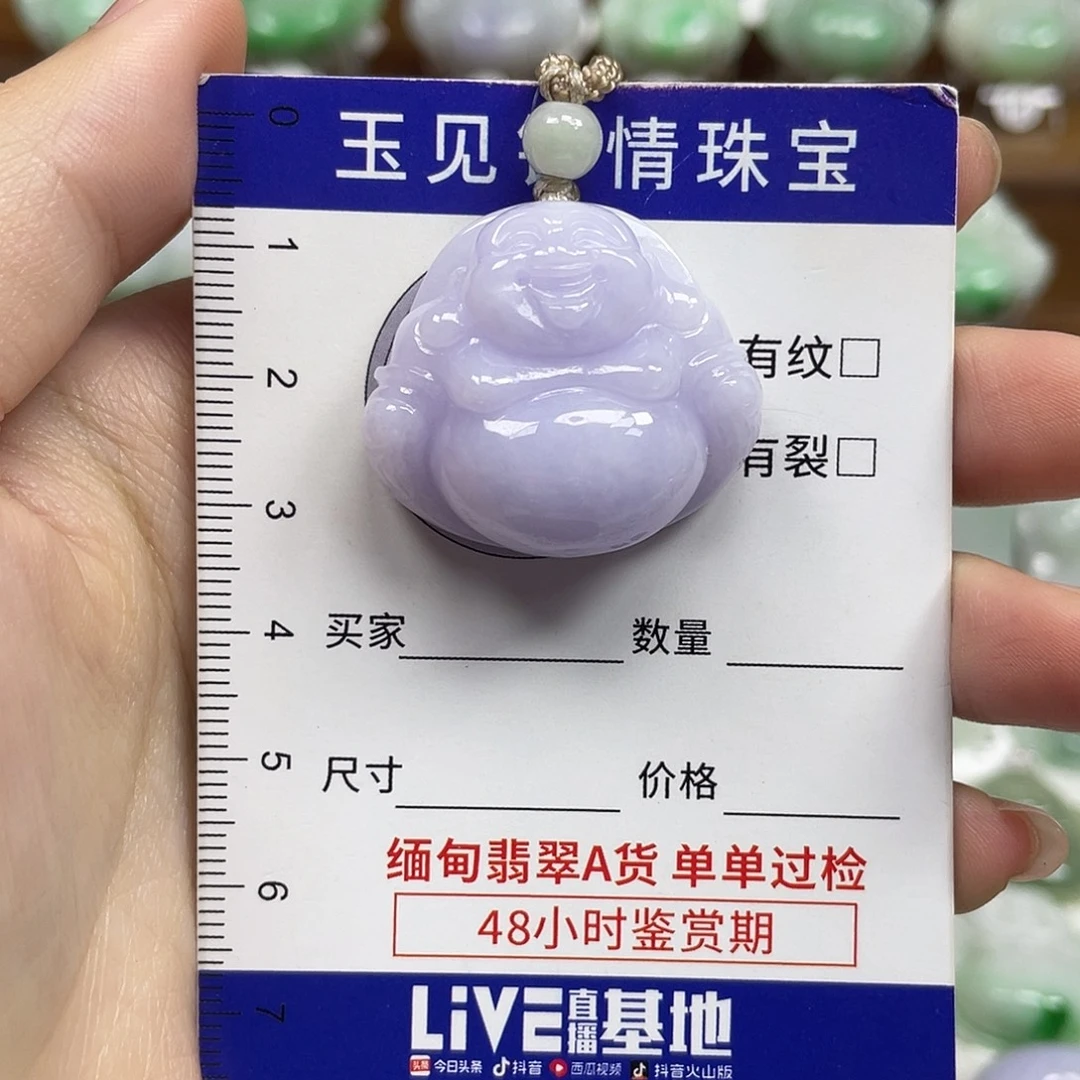 0
玉见 情珠宝
1
有纹□
2
有裂□
3
4
买家 数量
5
尺寸 价格
缅甸翡翠A货 单单过检
6
48小时鉴赏期
7
LiVE直播基地
头条 今日头条 抖音 西瓜视频 抖音火山版